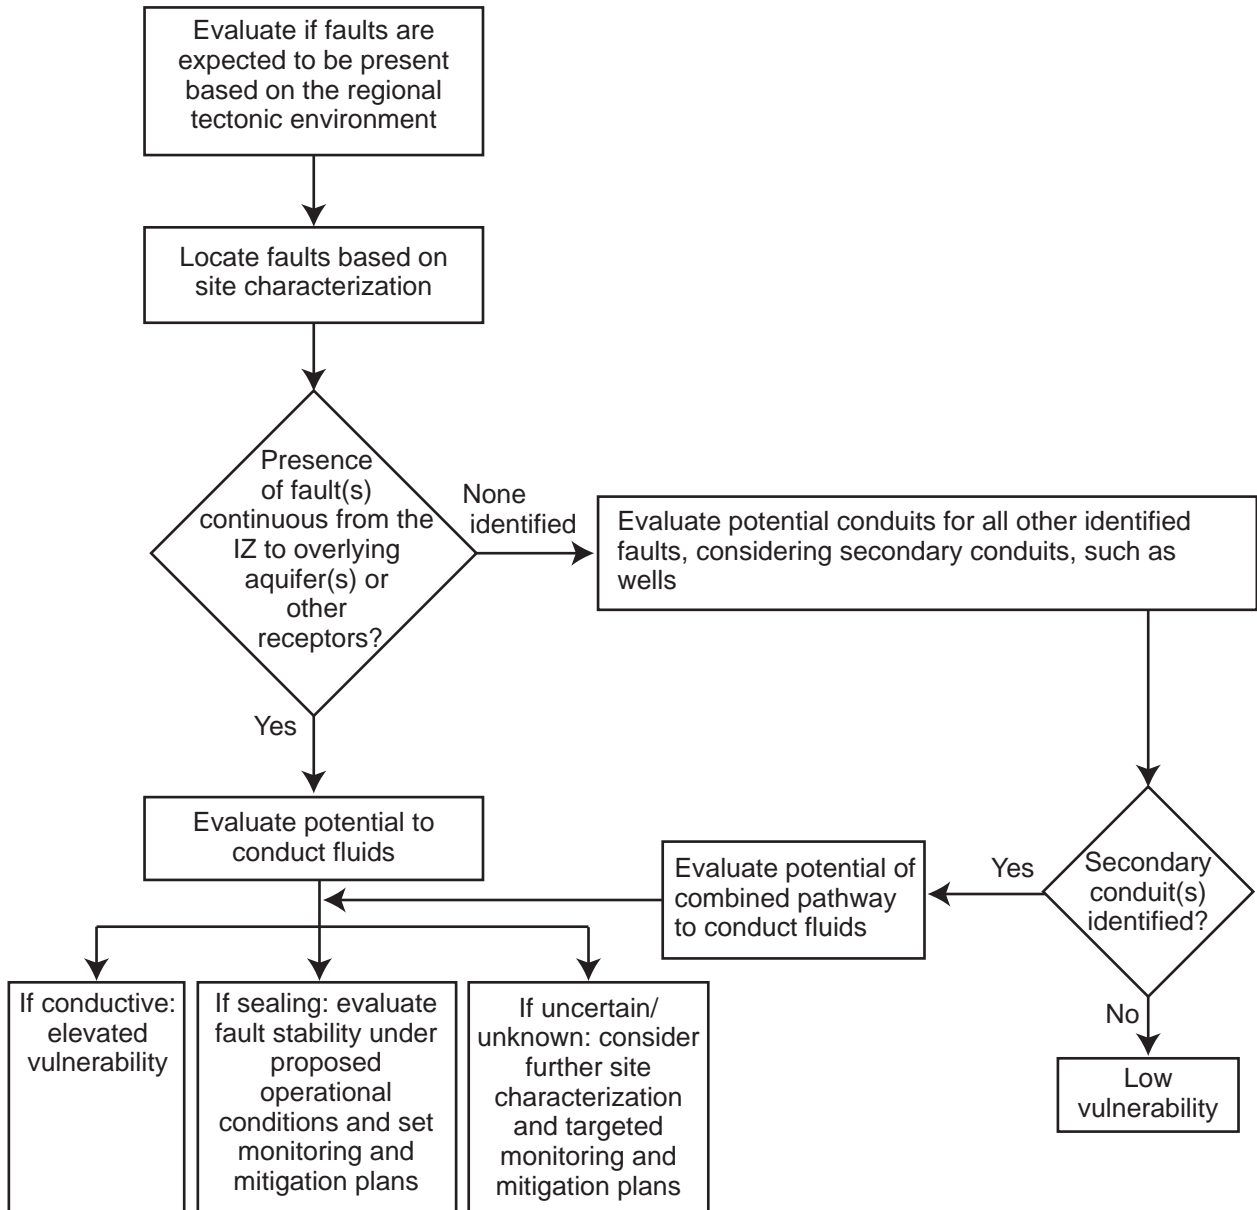 Evaluate if faults are
expected to be present
based on the regional
tectonic environment
Locate faults based on
site characterization
Presence
of fault(s)
continuous from the
IZ to overlying
aquifer(s) or
other
receptors?
None
identified
Evaluate potential conduits for all other identified
faults, considering secondary conduits, such as
wells
Yes
Evaluate potential to
conduct fluids
Evaluate potential of
combined pathway
to conduct fluids
Yes
Secondary
conduit(s)
identified?
No
Low
vulnerability
If conductive:
elevated
vulnerability
If sealing: evaluate
fault stability under
proposed
operational
conditions and set
monitoring and
mitigation plans
If uncertain/
unknown: consider
further site
characterization
and targeted
monitoring and
mitigation plans